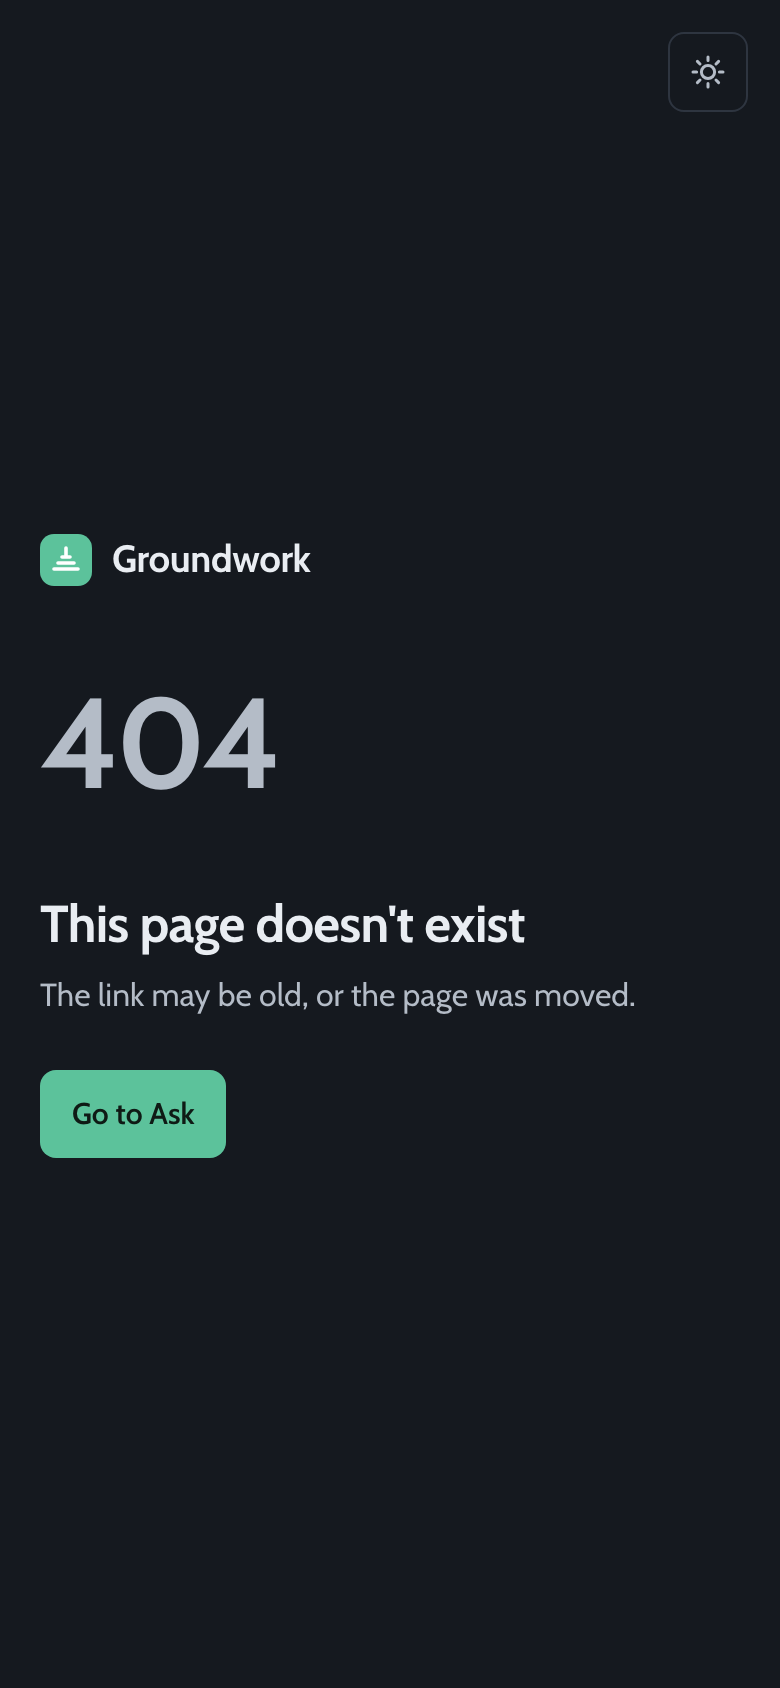 Groundwork
404
This page doesn't exist
The link may be old, or the page was moved.
Go to Ask